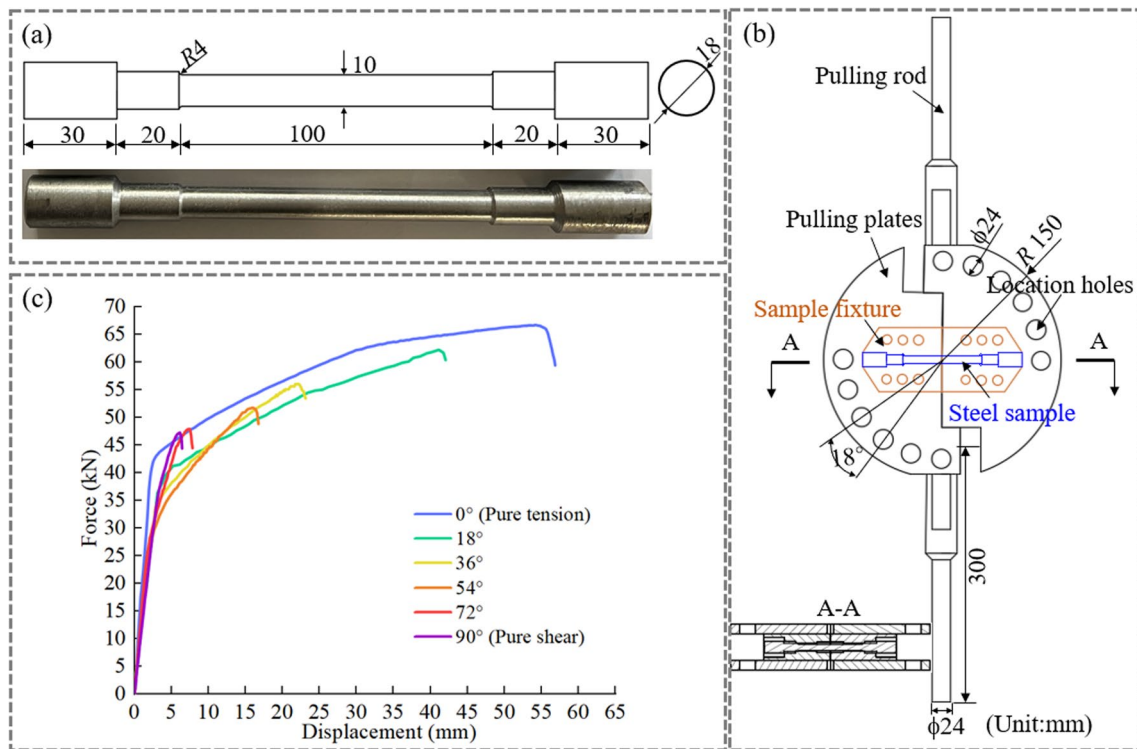 (a)
R4
10
18
30
20
100
20
30
(b)
Pulling rod
Pulling plates
ϕ24
R 150
Location holes
Sample fixture
A
A
Steel sample
18°
300
A-A
ϕ24
(Unit:mm)
(c)
70
65
60
55
50
45
40
35
30
25
20
15
10
5
0
Force (kN)
0° (Pure tension)
18°
36°
54°
72°
90° (Pure shear)
0 5 10 15 20 25 30 35 40 45 50 55 60 65
Displacement (mm)